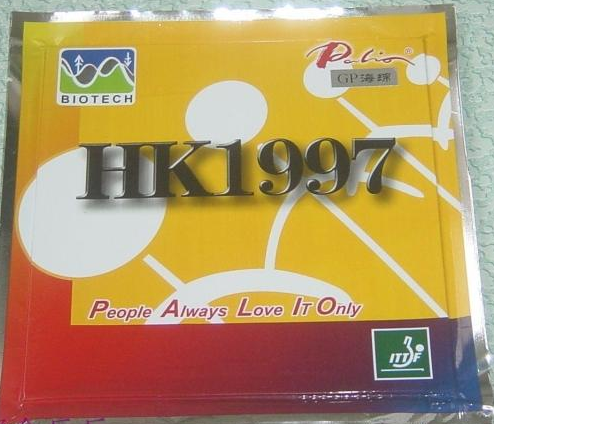 BIOTECH
Palio®
GP海绵
HK1997
People Always Love It Only
ITTF